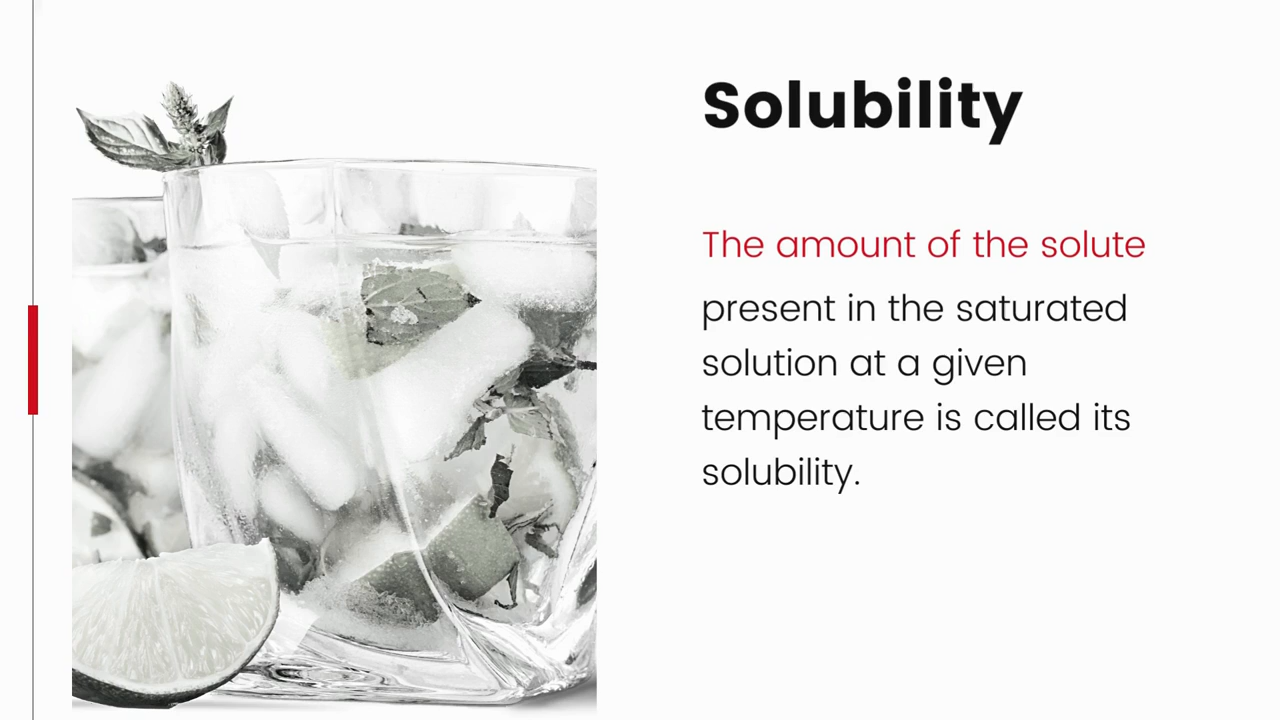 Solubility
The amount of the solute
present in the saturated
solution at a given
temperature is called its
solubility.